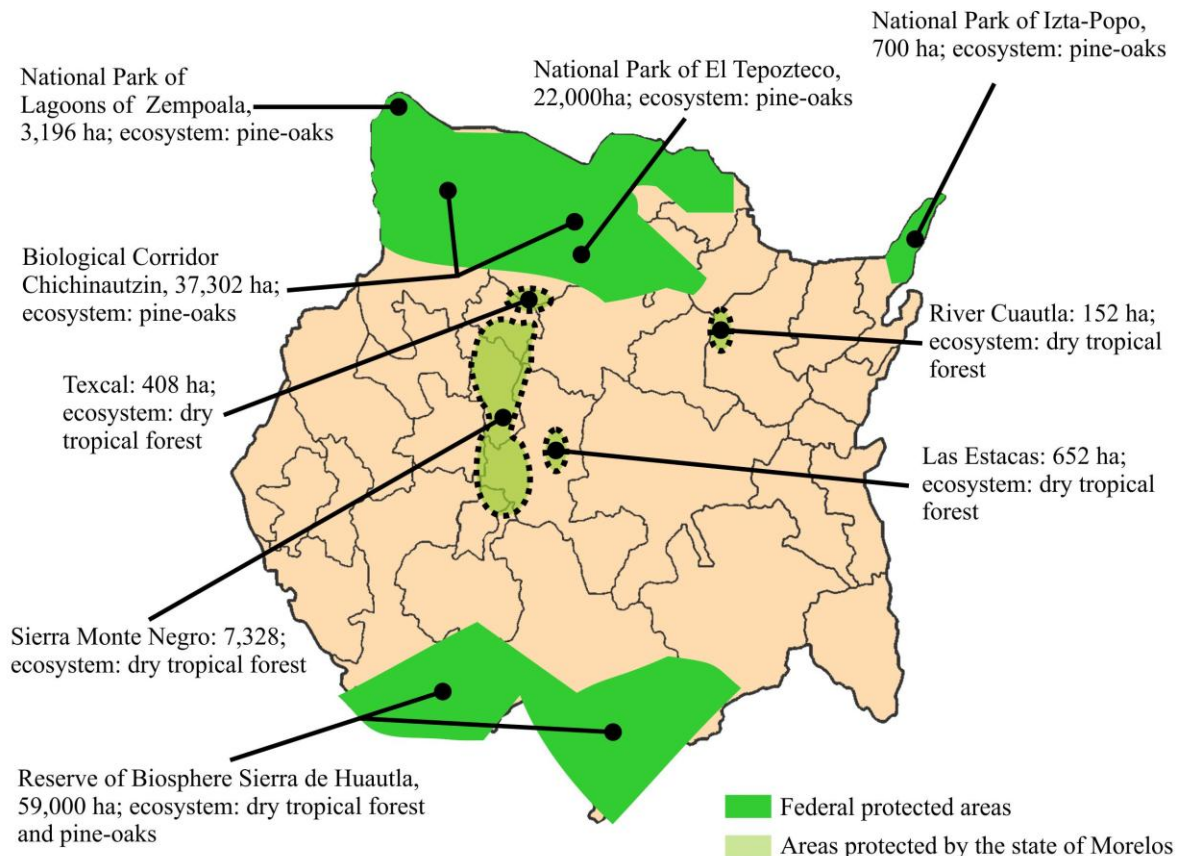 National Park of
Lagoons of Zempoala,
3,196 ha; ecosystem: pine-oaks
National Park of El Tepozteco,
22,000ha; ecosystem: pine-oaks
National Park of Izta-Popo,
700 ha; ecosystem: pine-oaks
Biological Corridor
Chichinautzin, 37,302 ha;
ecosystem: pine-oaks
River Cuautla: 152 ha;
ecosystem: dry tropical
forest
Texcal: 408 ha;
ecosystem: dry
tropical forest
Las Estacas: 652 ha;
ecosystem: dry tropical
forest
Sierra Monte Negro: 7,328;
ecosystem: dry tropical forest
Reserve of Biosphere Sierra de Huautla,
59,000 ha; ecosystem: dry tropical forest
and pine-oaks
Federal protected areas
Areas protected by the state of Morelos